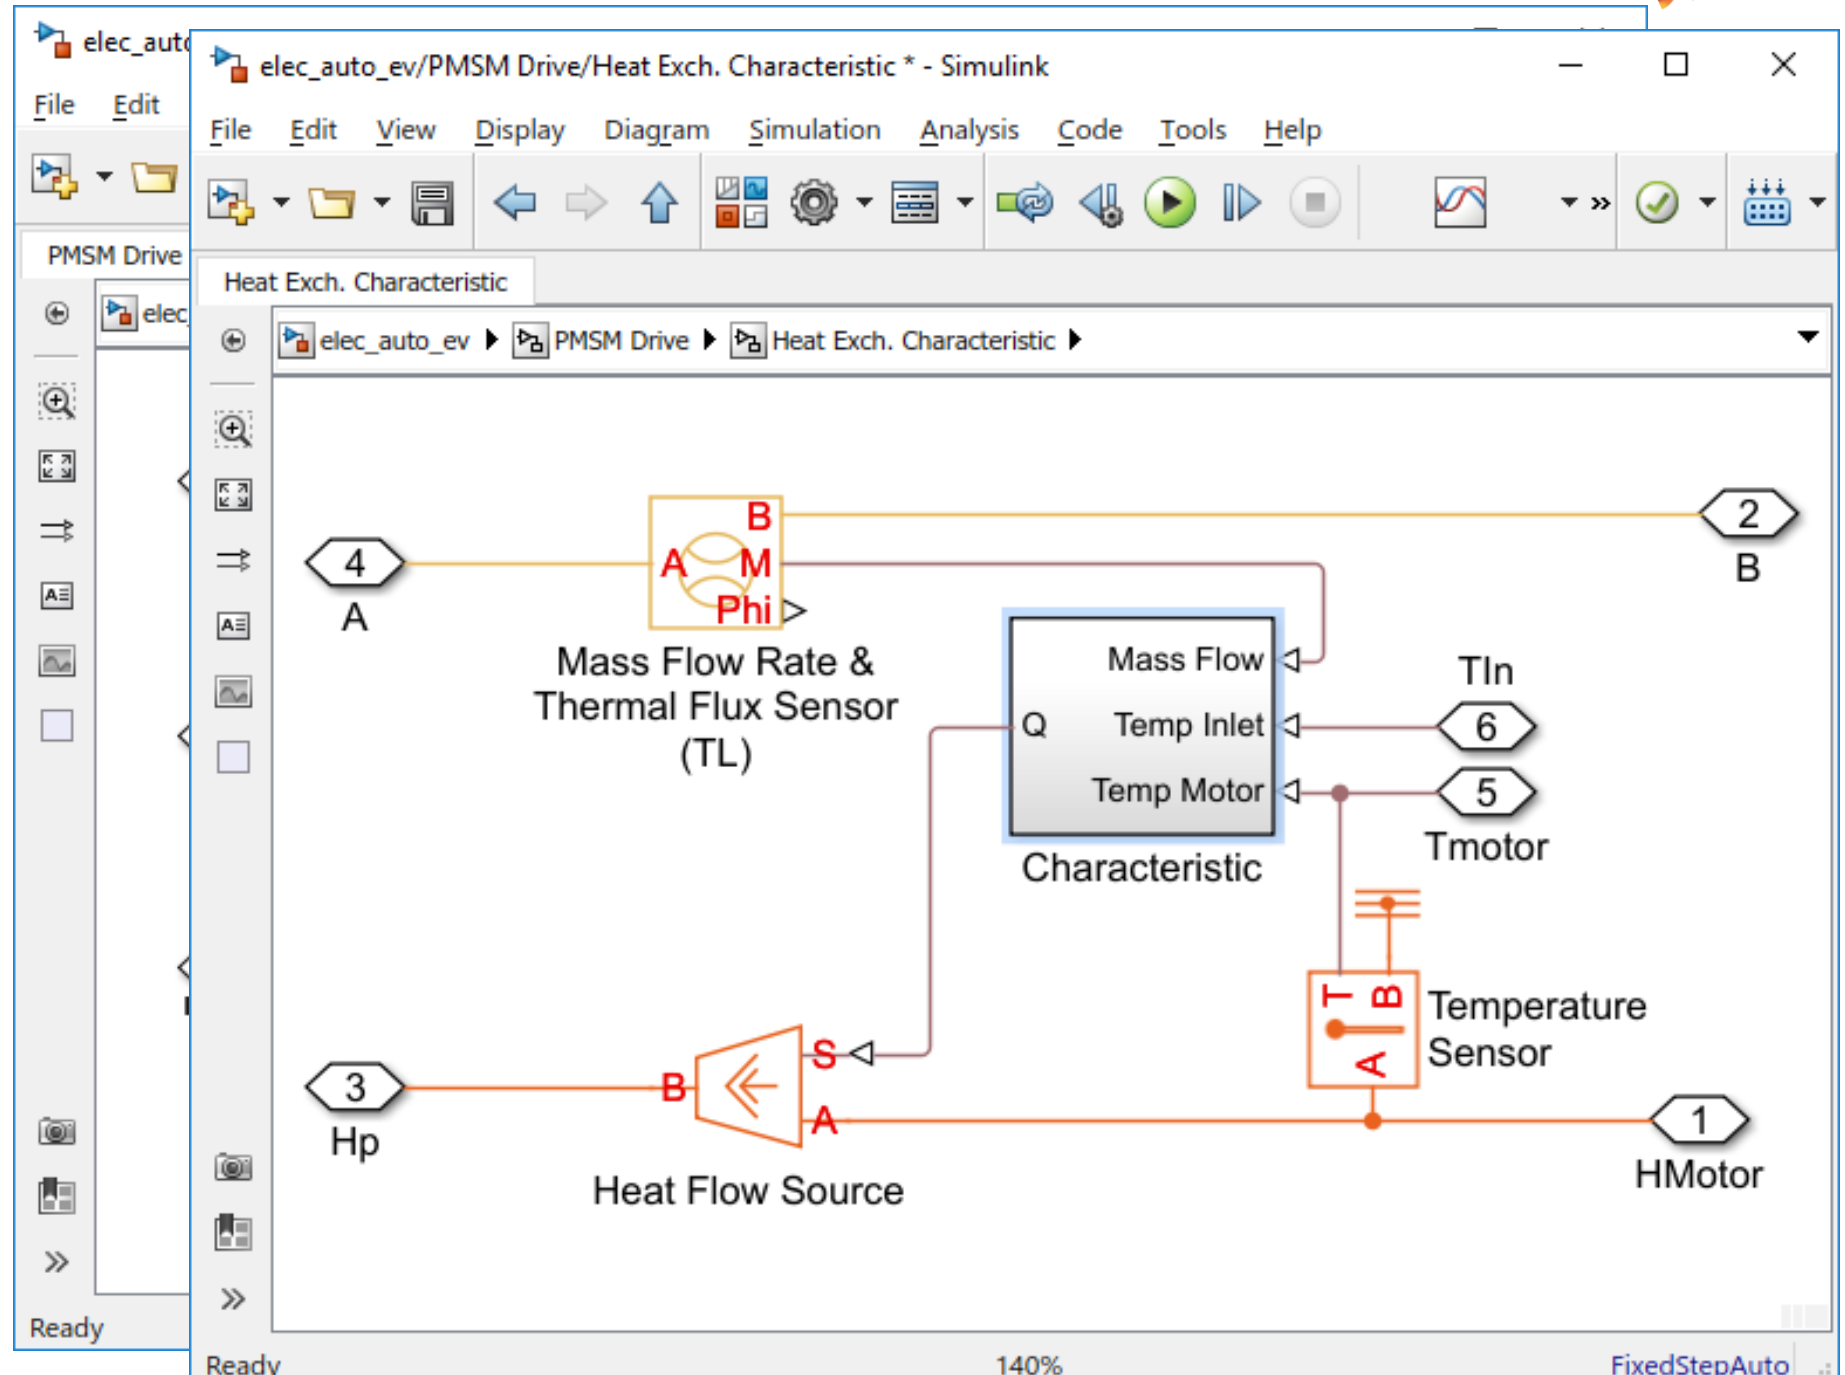 elec_auto
File Edit
PMSM Drive
elec_
Ready
elec_auto_ev/PMSM Drive/Heat Exch. Characteristic * - Simulink
File Edit View Display Diagram Simulation Analysis Code Tools Help
Heat Exch. Characteristic
elec_auto_ev PMSM Drive Heat Exch. Characteristic
4
A
A B M Phi
Mass Flow Rate &
Thermal Flux Sensor
(TL)
2
B
Mass Flow
Q Temp Inlet
Temp Motor
Characteristic
TIn
6
5
Tmotor
T B
A
Temperature
Sensor
3
Hp
B S A
Heat Flow Source
1
HMotor
Ready 140% FixedStepAuto